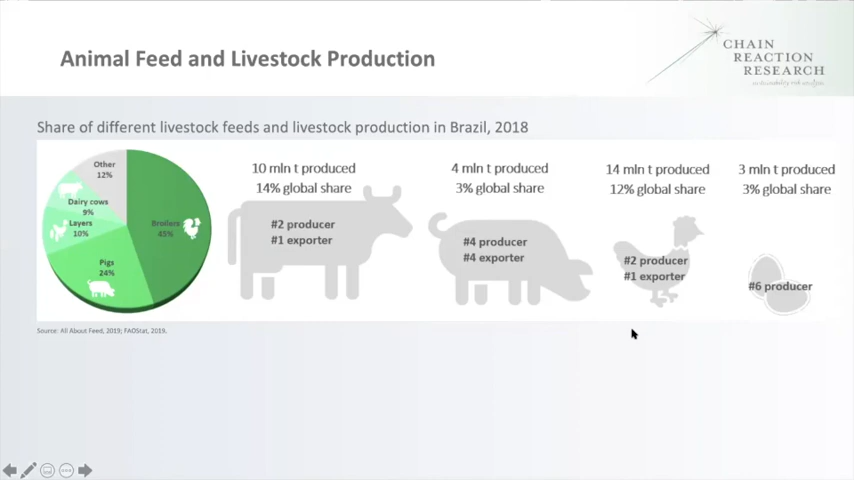 Animal Feed and Livestock Production
CHAIN
REACTION
RESEARCH
sustainability risk analysis
Share of different livestock feeds and livestock production in Brazil, 2018
Other
12%
Dairy cows
9%
Layers
10%
Broilers
45%
Pigs
24%
10 mln t produced
14% global share
#2 producer
#1 exporter
4 mln t produced
3% global share
#4 producer
#4 exporter
14 mln t produced
12% global share
#2 producer
#1 exporter
3 mln t produced
3% global share
#6 producer
Source: All About Feed, 2019; FAOStat, 2019.